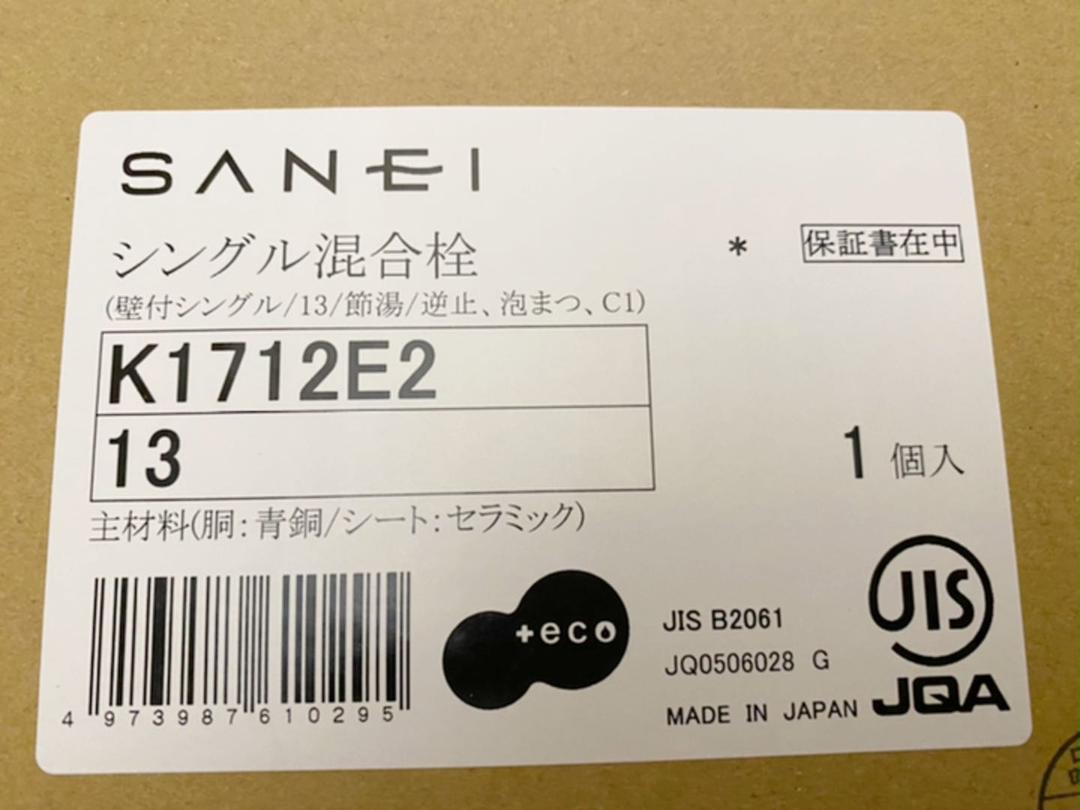 SANEI
シングル混合栓
* 保証書在中
(壁付シングル/13/節湯/逆止、泡まつ、C1)
K1712E2
13
1 個入
主材料(胴:青銅/シート:セラミック)
+eco
JIS B2061
JQ0506028 G
MADE IN JAPAN
JIS
JQA
4 973987 610295